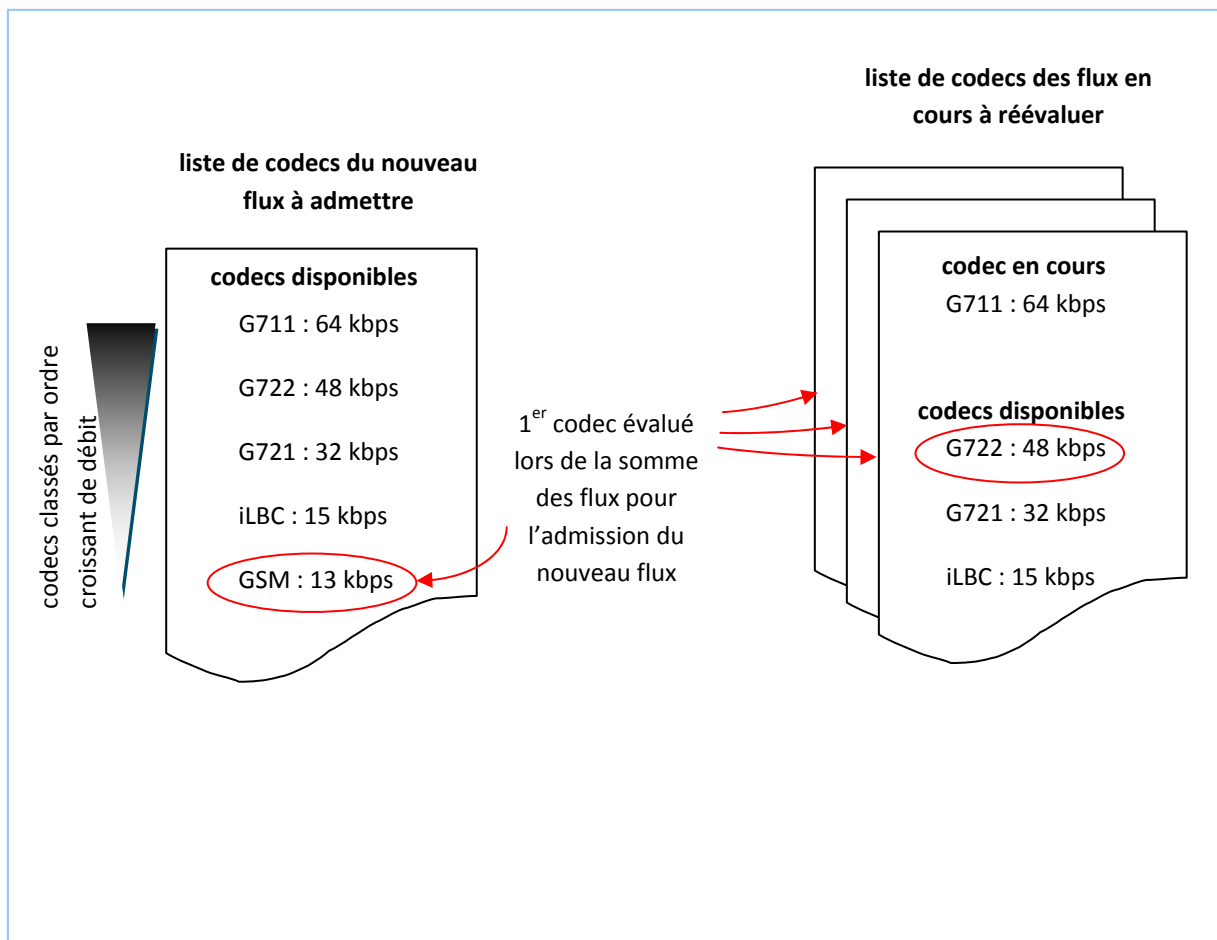 liste de codecs des flux en
cours à réévaluer
liste de codecs du nouveau
flux à admettre
codecs disponibles
G711 : 64 kbps
G722 : 48 kbps
G721 : 32 kbps
iLBC : 15 kbps
GSM : 13 kbps
codecs classés par ordre
croissant de débit
1er codec évalué
lors de la somme
des flux pour
l’admission du
nouveau flux
codec en cours
G711 : 64 kbps
codecs disponibles
G722 : 48 kbps
G721 : 32 kbps
iLBC : 15 kbps